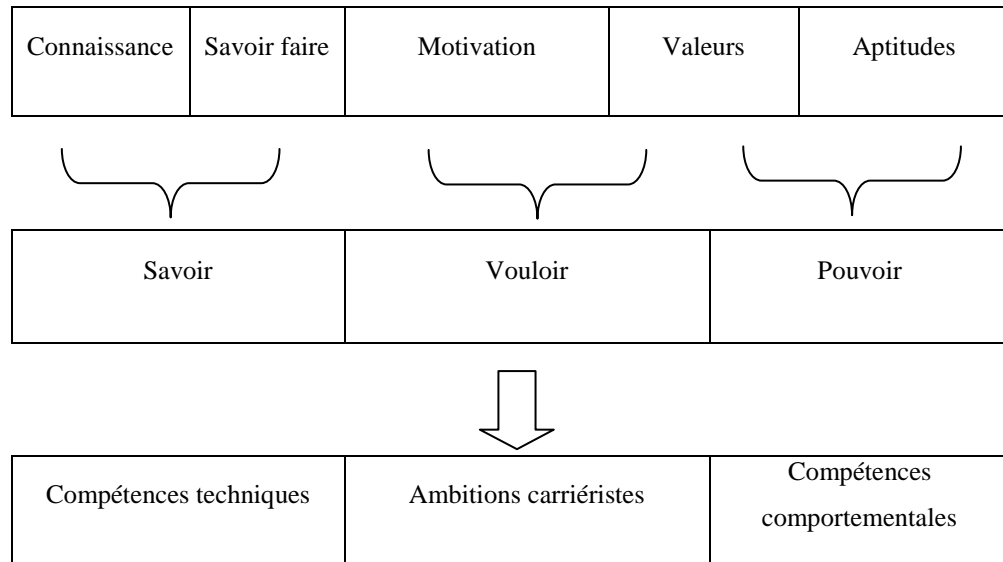 Connaissance Savoir faire Motivation Valeurs Aptitudes
Savoir Vouloir Pouvoir
Compétences techniques Ambitions carriéristes Compétences
comportementales